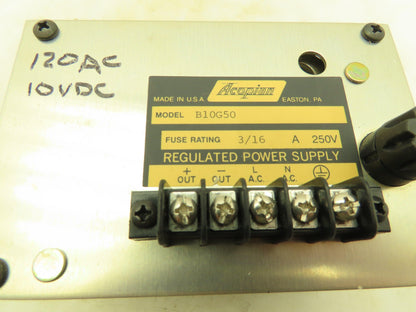 120AC
10VDC
Acopian
MADE IN U.S.A. EASTON, PA
MODEL B10G50
FUSE RATING 3/16 A 250V
REGULATED POWER SUPPLY
+ − L N
OUT OUT A.C. A.C.